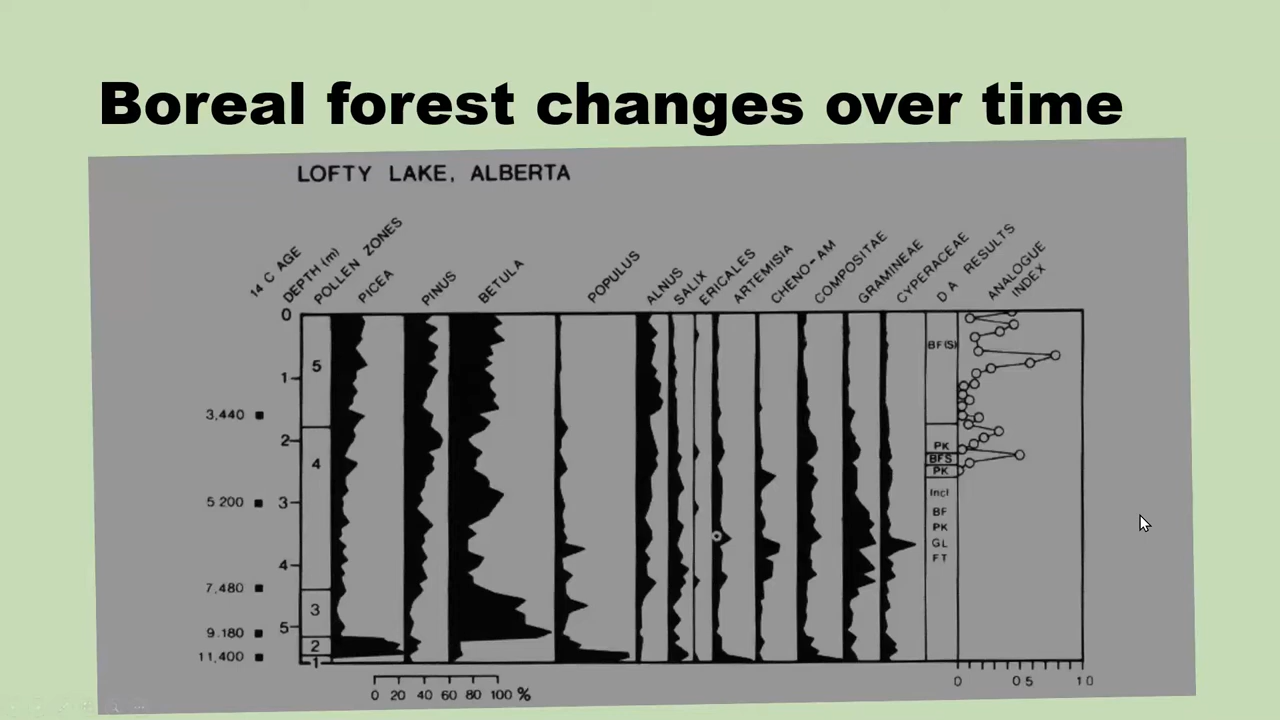 Boreal forest changes over time
LOFTY LAKE, ALBERTA
14 C AGE
DEPTH (m)
POLLEN ZONES
PICEA
PINUS
BETULA
POPULUS
ALNUS
SALIX
ERICALES
ARTEMISIA
CHENO-AM
COMPOSITAE
GRAMINEAE
CYPERACEAE
D A RESULTS
ANALOGUE
INDEX
0
BF(S)
5
1
3,440
2
PK
BFS
4
PK
Incl
5 200
3
BF
PK
GL
4
FT
7,480
3
5
9.180
2
11,400
1
0 20 40 60 80 100 %
0 0 5 1 0